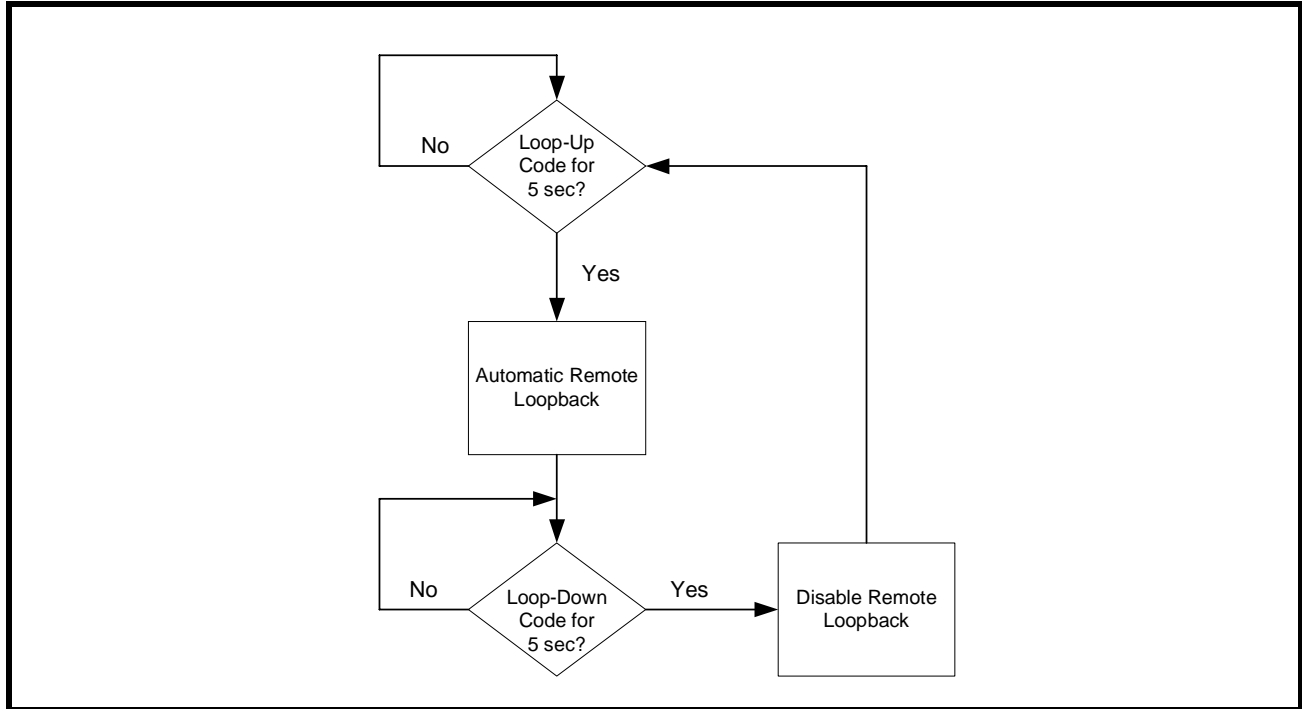 No
Loop-Up
Code for
5 sec?
Yes
Automatic Remote
Loopback
No
Loop-Down
Code for
5 sec?
Yes
Disable Remote
Loopback